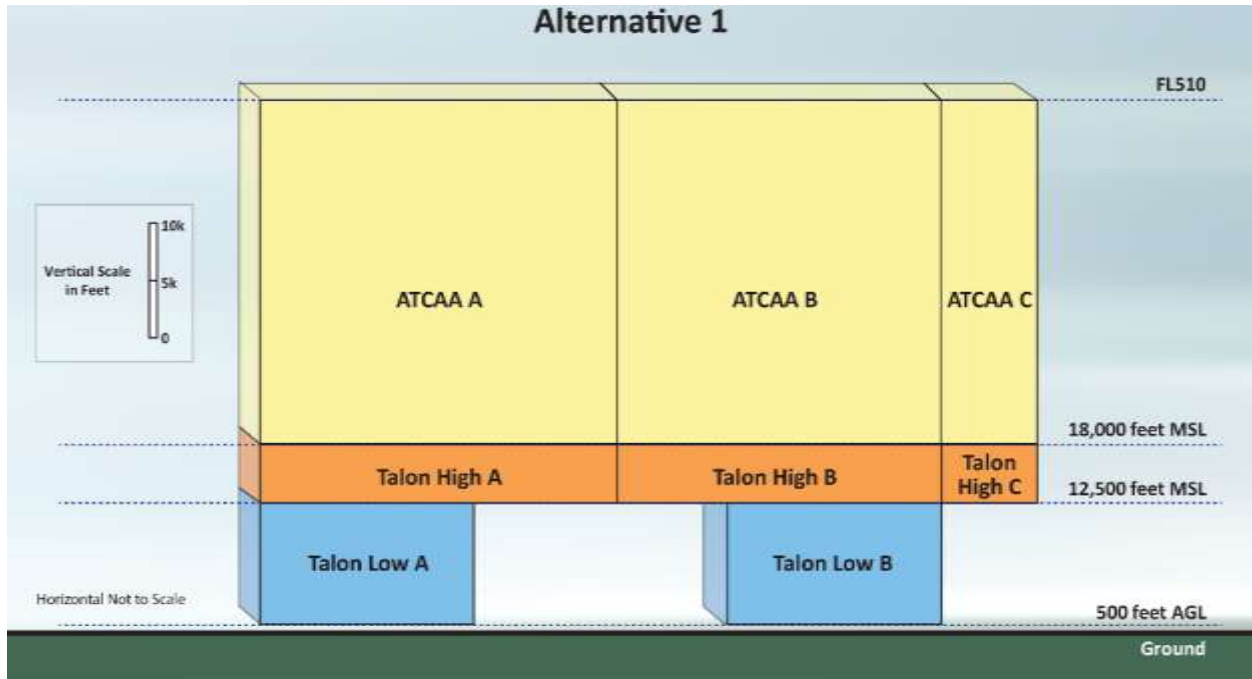 Alternative 1
FL510
10k
Vertical Scale
in Feet
5k
0
ATCAA A
ATCAA B
ATCAA C
18,000 feet MSL
Talon High A
Talon High B
Talon
High C
12,500 feet MSL
Talon Low A
Talon Low B
Horizontal Not to Scale
500 feet AGL
Ground